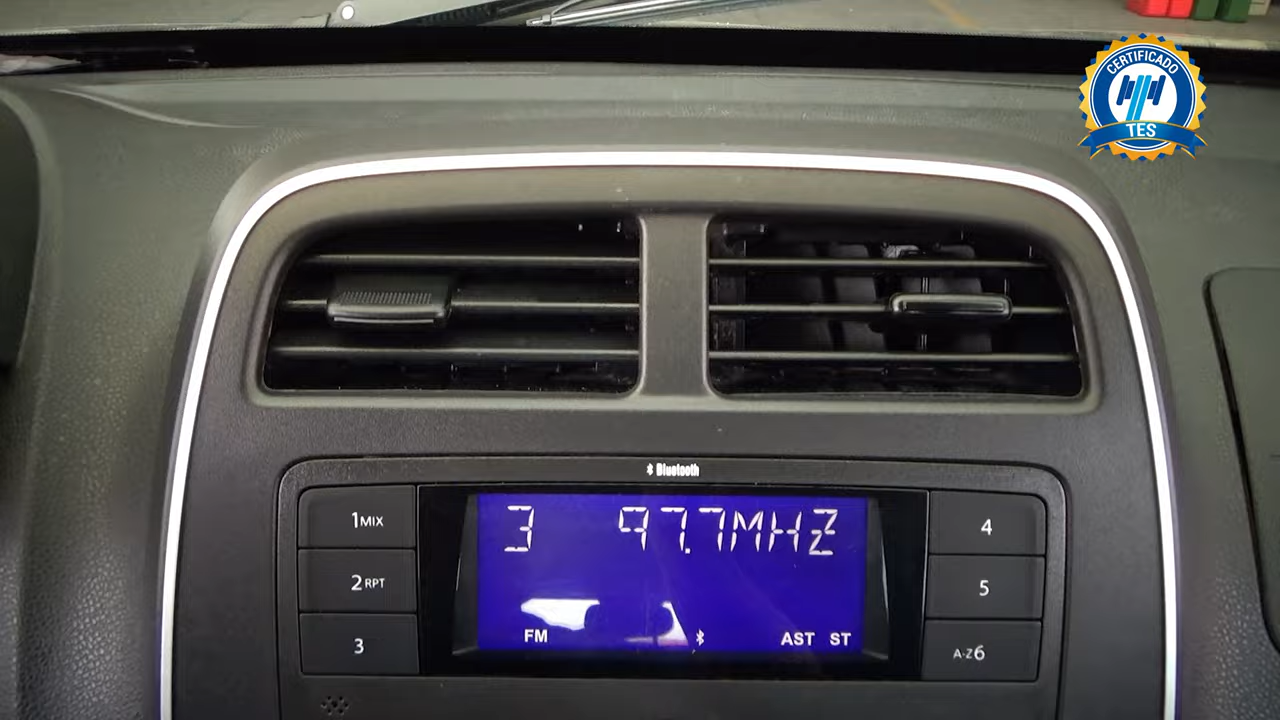 CERTIFICADO
TES
Bluetooth
1MIX
2RPT
3
3 97.7MHZ
FM
AST ST
4
5
A-Z6